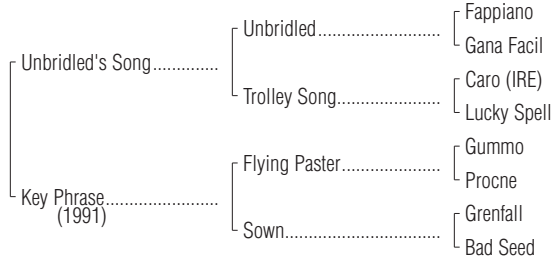 Fappiano
Unbridled............................
Gana Facil
Unbridled's Song...............
Caro (IRE)
Trolley Song........................
Lucky Spell
Gummo
Flying Paster.......................
Procne
Key Phrase..........................
(1991)
Grenfall
Sown....................................
Bad Seed